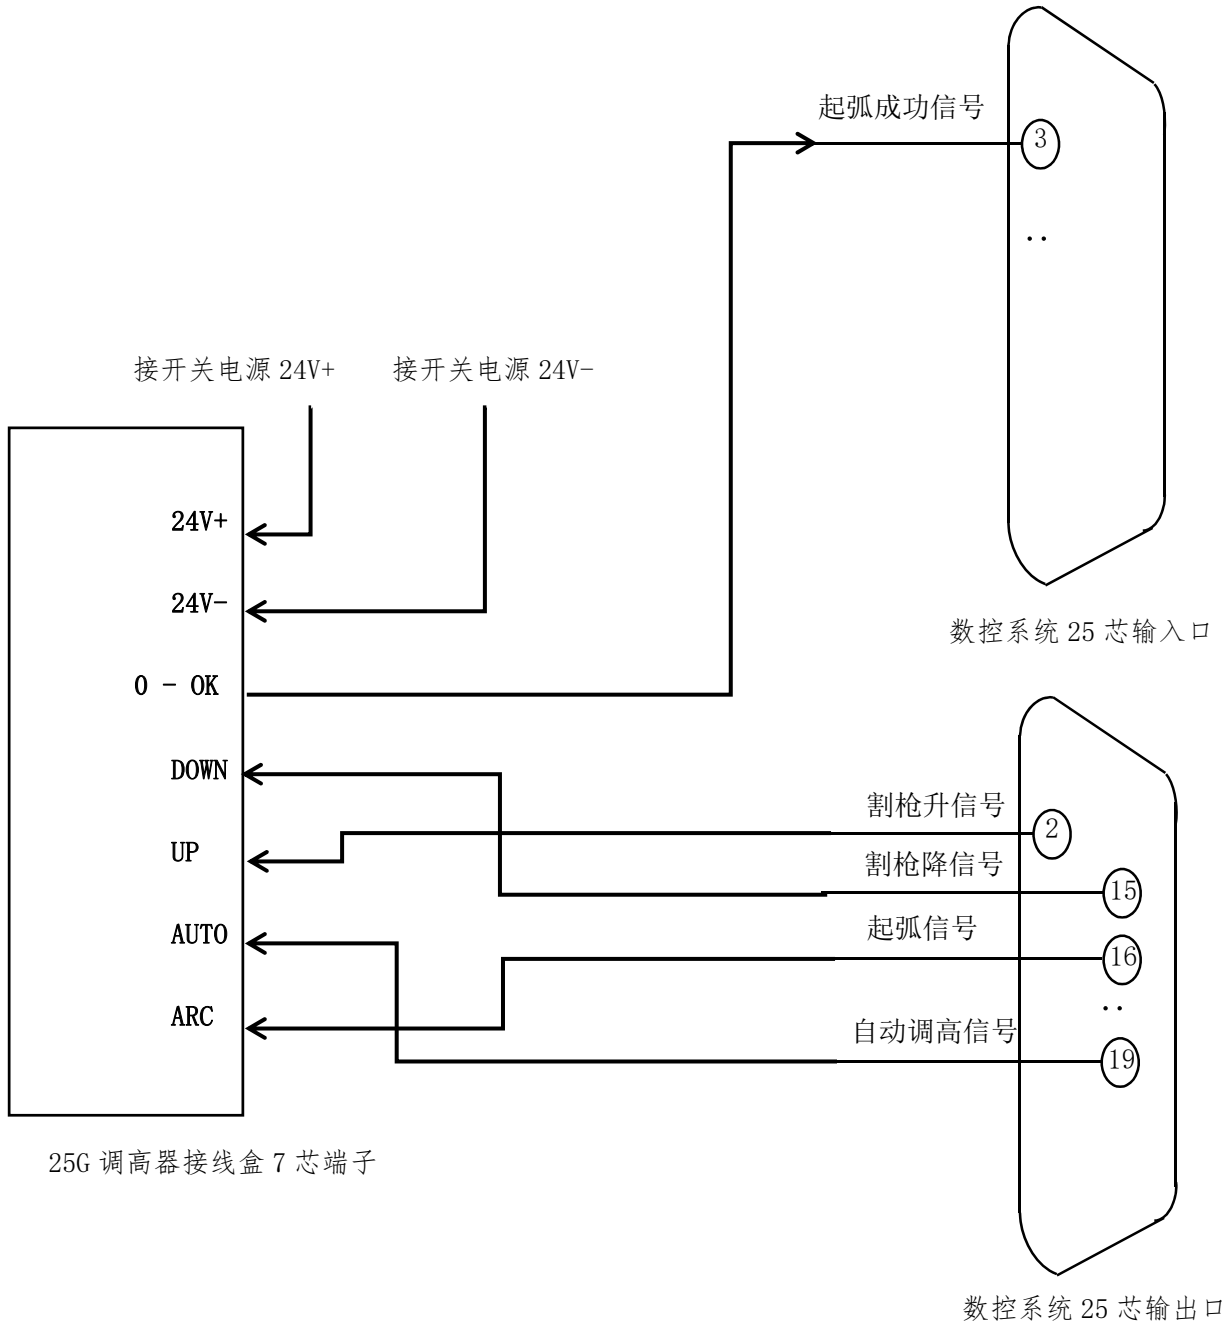 起弧成功信号
3
..
接开关电源 24V+
接开关电源 24V-
24V+
24V-
0 - OK
数控系统 25 芯输入口
DOWN
割枪升信号
2
UP
割枪降信号
15
AUTO
起弧信号
16
..
ARC
自动调高信号
19
25G 调高器接线盒 7 芯端子
数控系统 25 芯输出口